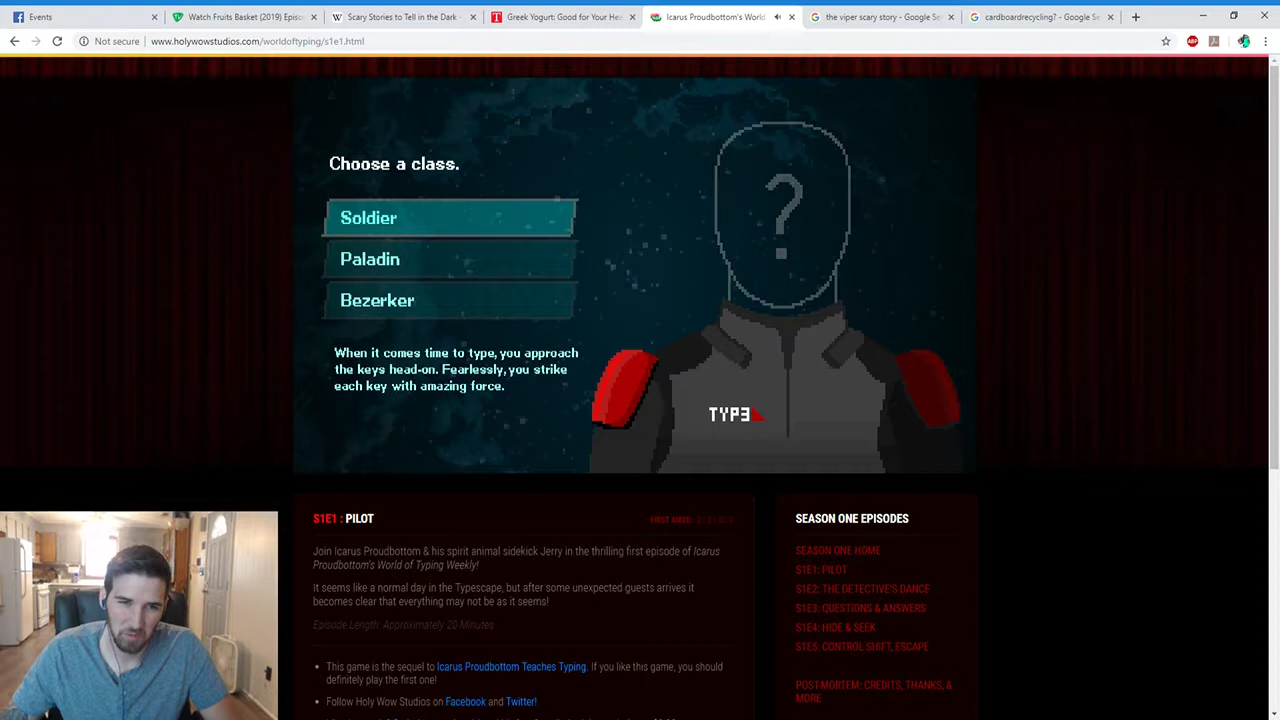 Events
Watch Fruits Basket (2019) Episo
Scary Stories to Tell in the Dark -
Greek Yogurt: Good for Your Hea
Icarus Proudbottom's World
the viper scary story - Google Se
cardboardrecycling? - Google Se
Not secure | www.holywowstudios.com/worldoftyping/s1e1.html
ABP
Choose a class.
?
Soldier
Paladin
Bezerker
When it comes time to type, you approach
the keys head-on. Fearlessly, you strike
each key with amazing force.
TYP3
S1E1 : PILOT
FIRST AIRED:
Join Icarus Proudbottom & his spirit animal sidekick Jerry in the thrilling first episode of Icarus
Proudbottom's World of Typing Weekly!
It seems like a normal day in the Typescape, but after some unexpected guests arrives it
becomes clear that everything may not be as it seems!
Episode Length: Approximately 20 Minutes
This game is the sequel to Icarus Proudbottom Teaches Typing. If you like this game, you should
definitely play the first one!
Follow Holy Wow Studios on Facebook and Twitter!
SEASON ONE EPISODES
SEASON ONE HOME
S1E1: PILOT
S1E2: THE DETECTIVE'S DANCE
S1E3: QUESTIONS & ANSWERS
S1E4: HIDE & SEEK
S1E5: CONTROL SHIFT, ESCAPE
POST-MORTEM: CREDITS, THANKS, &
MORE